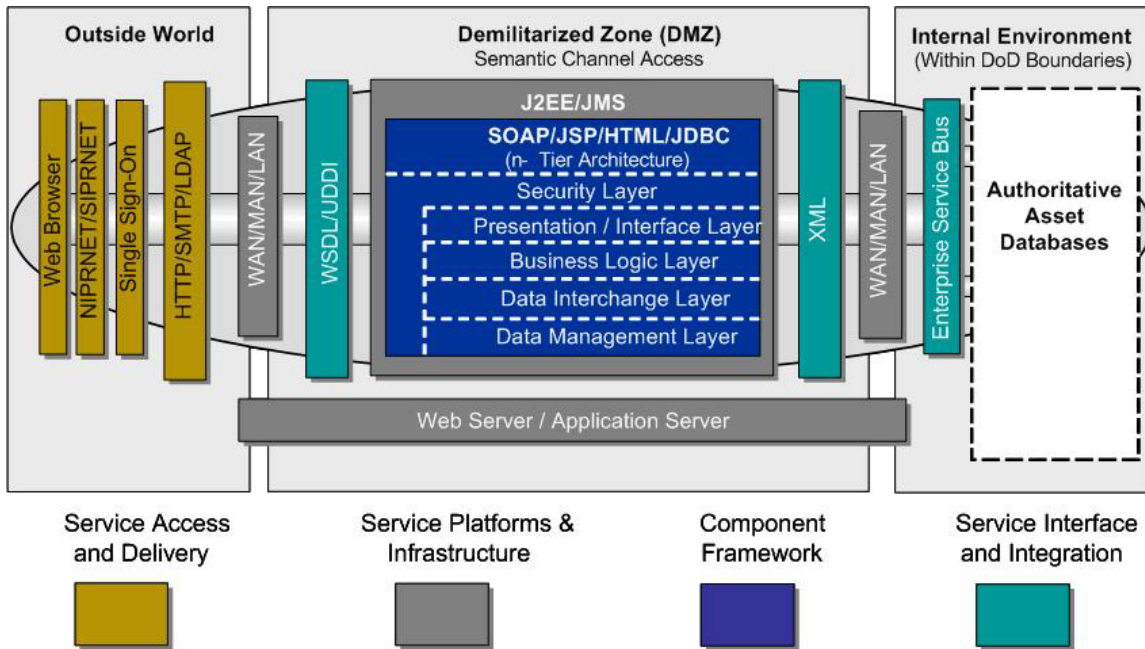 Outside World
Demilitarized Zone (DMZ)
Semantic Channel Access
Internal Environment
(Within DoD Boundaries)
Web Browser
NIPRNET/SIPRNET
Single Sign-On
HTTP/SMTP/LDAP
WAN/MAN/LAN
WSDL/UDDI
J2EE/JMS
SOAP/JSP/HTML/JDBC
(n- Tier Architecture)
Security Layer
Presentation / Interface Layer
Business Logic Layer
Data Interchange Layer
Data Management Layer
XML
WAN/MAN/LAN
Enterprise Service Bus
Authoritative
Asset
Databases
Web Server / Application Server
Service Access
and Delivery
Service Platforms &
Infrastructure
Component
Framework
Service Interface
and Integration